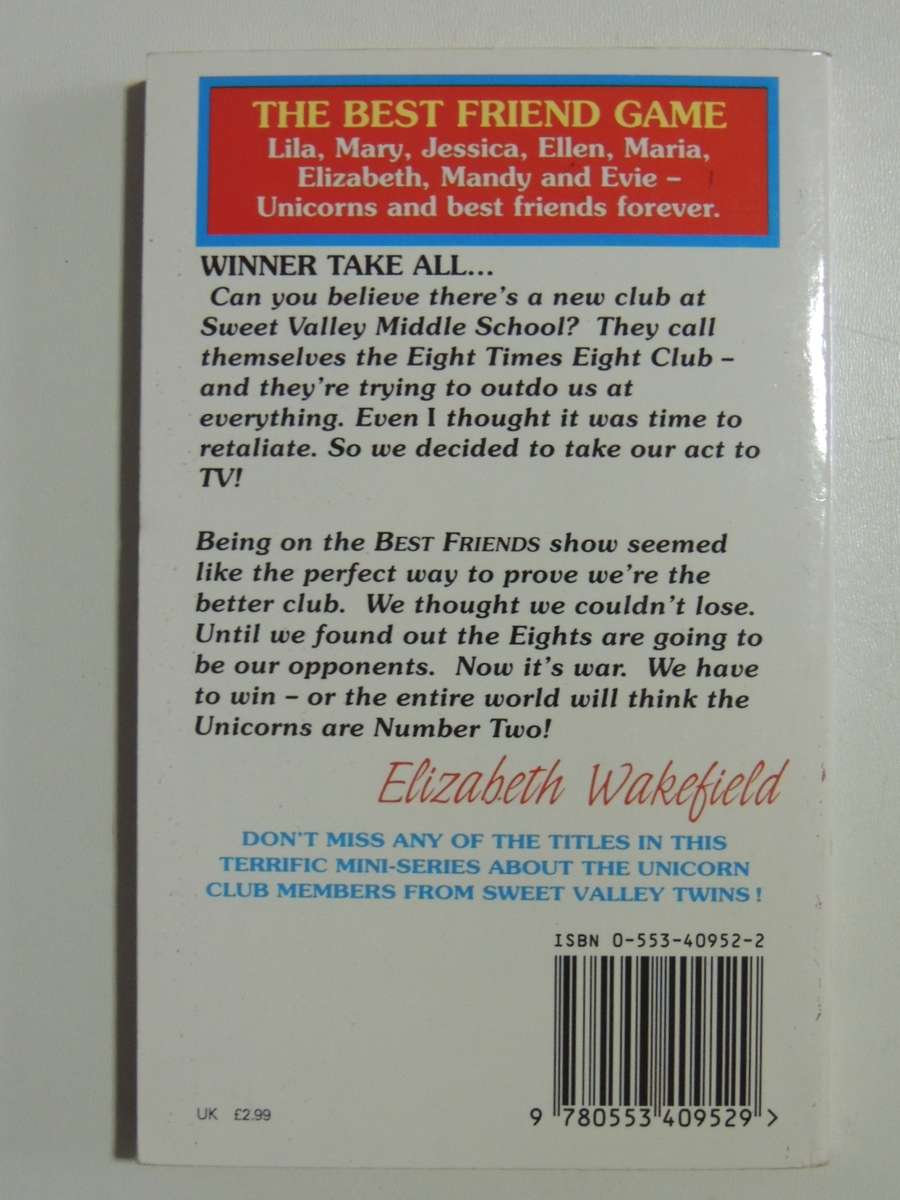 THE BEST FRIEND GAME
Lila, Mary, Jessica, Ellen, Maria,
Elizabeth, Mandy and Evie –
Unicorns and best friends forever.
WINNER TAKE ALL...
Can you believe there's a new club at
Sweet Valley Middle School? They call
themselves the Eight Times Eight Club –
and they're trying to outdo us at
everything. Even I thought it was time to
retaliate. So we decided to take our act to
TV!
Being on the BEST FRIENDS show seemed
like the perfect way to prove we're the
better club. We thought we couldn't lose.
Until we found out the Eights are going to
be our opponents. Now it's war. We have
to win – or the entire world will think the
Unicorns are Number Two!
Elizabeth Wakefield
DON'T MISS ANY OF THE TITLES IN THIS
TERRIFIC MINI-SERIES ABOUT THE UNICORN
CLUB MEMBERS FROM SWEET VALLEY TWINS!
ISBN 0-553-40952-2
9 780553 409529 >
UK £2.99